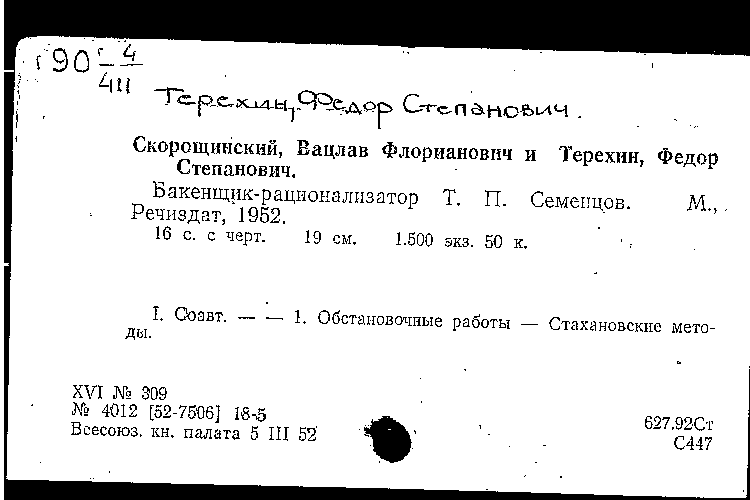 Г90 4
411
Терехин, Федор Степанович.
Скорощинский, Вацлав Флорианович и Терехин, Федор
Степанович.
Бакенщик-рационализатор Т. П. Семенцов. М.,
Речиздат, 1952.
16 с. с черт. 19 см. 1.500 экз. 50 к.
I. Соавт. — — 1. Обстановочные работы — Стахановские мето-
ды.
XVI № 309
№ 4012 [52-7506] 18-5
Всесоюз. кн. палата 5 III 52
627.92Ст
С447